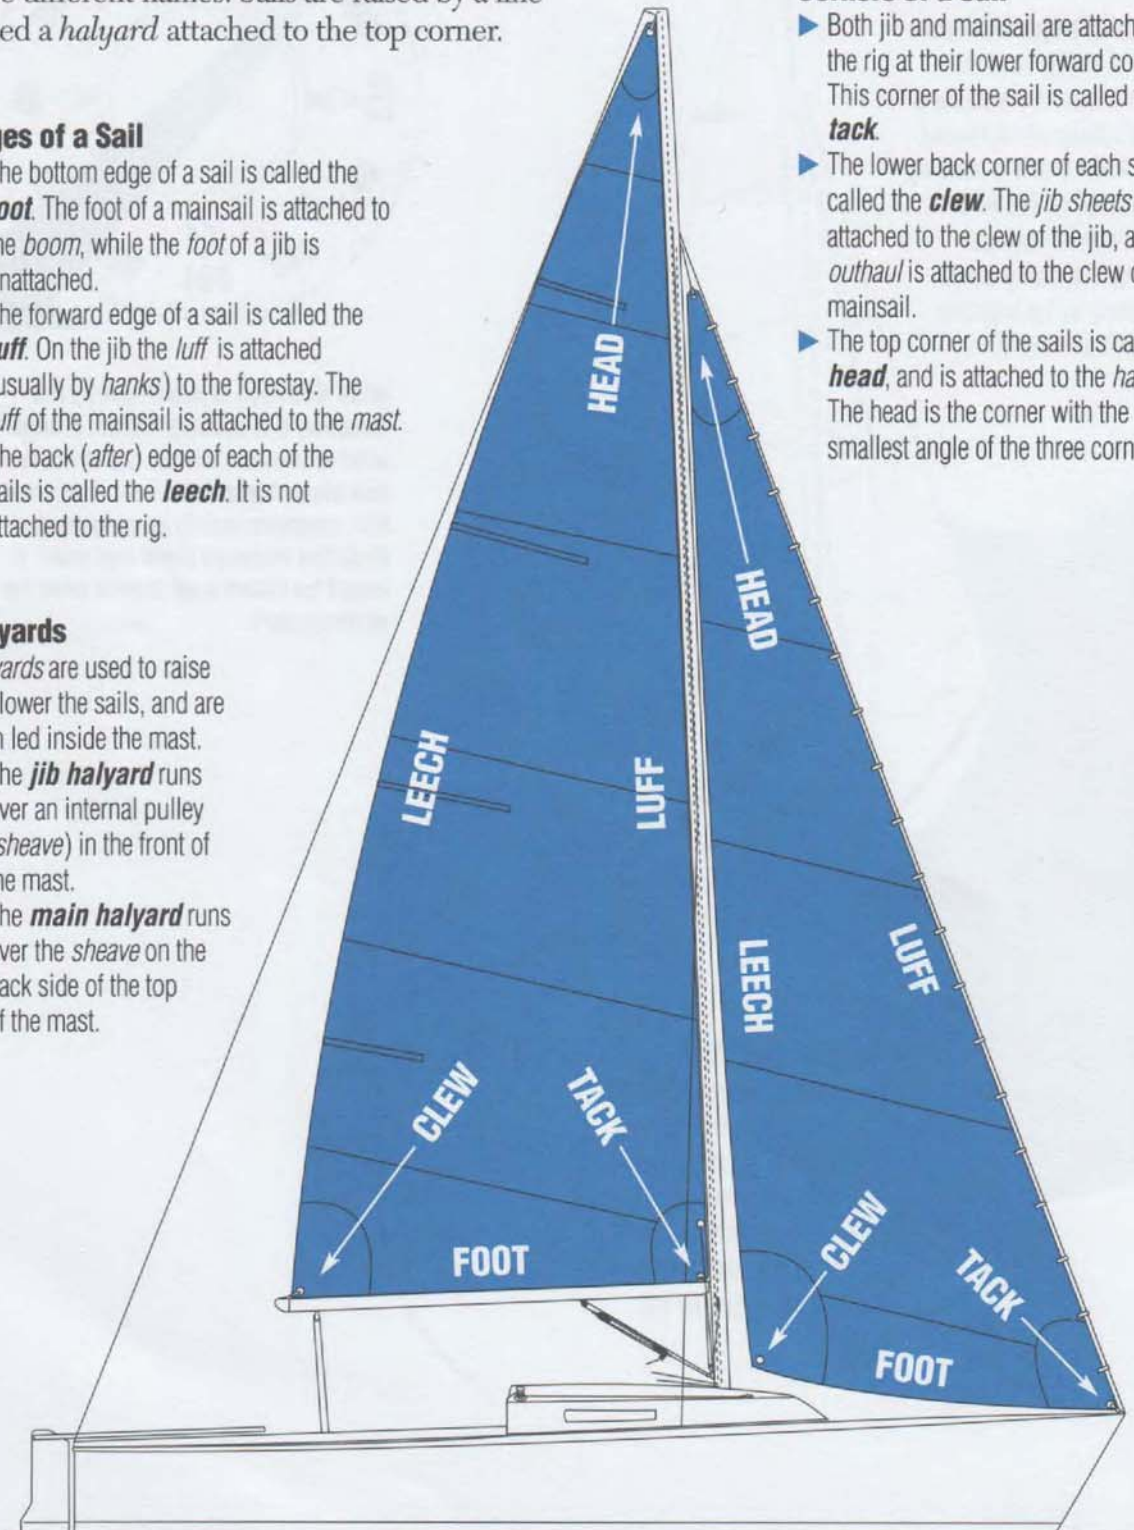 ed a halyard attached to the top corner.
ges of a Sail
he bottom edge of a sail is called the
oot. The foot of a mainsail is attached to
he boom, while the foot of a jib is
nattached.
he forward edge of a sail is called the
uff. On the jib the luff is attached
usually by hanks) to the forestay. The
uff of the mainsail is attached to the mast.
he back (after) edge of each of the
ails is called the leech. It is not
ttached to the rig.
yards
yards are used to raise
lower the sails, and are
n led inside the mast.
he jib halyard runs
ver an internal pulley
sheave) in the front of
he mast.
he main halyard runs
ver the sheave on the
ack side of the top
f the mast.
Both jib and mainsail are attach
the rig at their lower forward co
This corner of the sail is called
tack.
The lower back corner of each s
called the clew. The jib sheets
attached to the clew of the jib, a
outhaul is attached to the clew o
mainsail.
The top corner of the sails is ca
head, and is attached to the ha
The head is the corner with the
smallest angle of the three corn
HEAD
HEAD
LEECH
LUFF
LEECH
LUFF
CLEW
TACK
FOOT
CLEW
TACK
FOOT